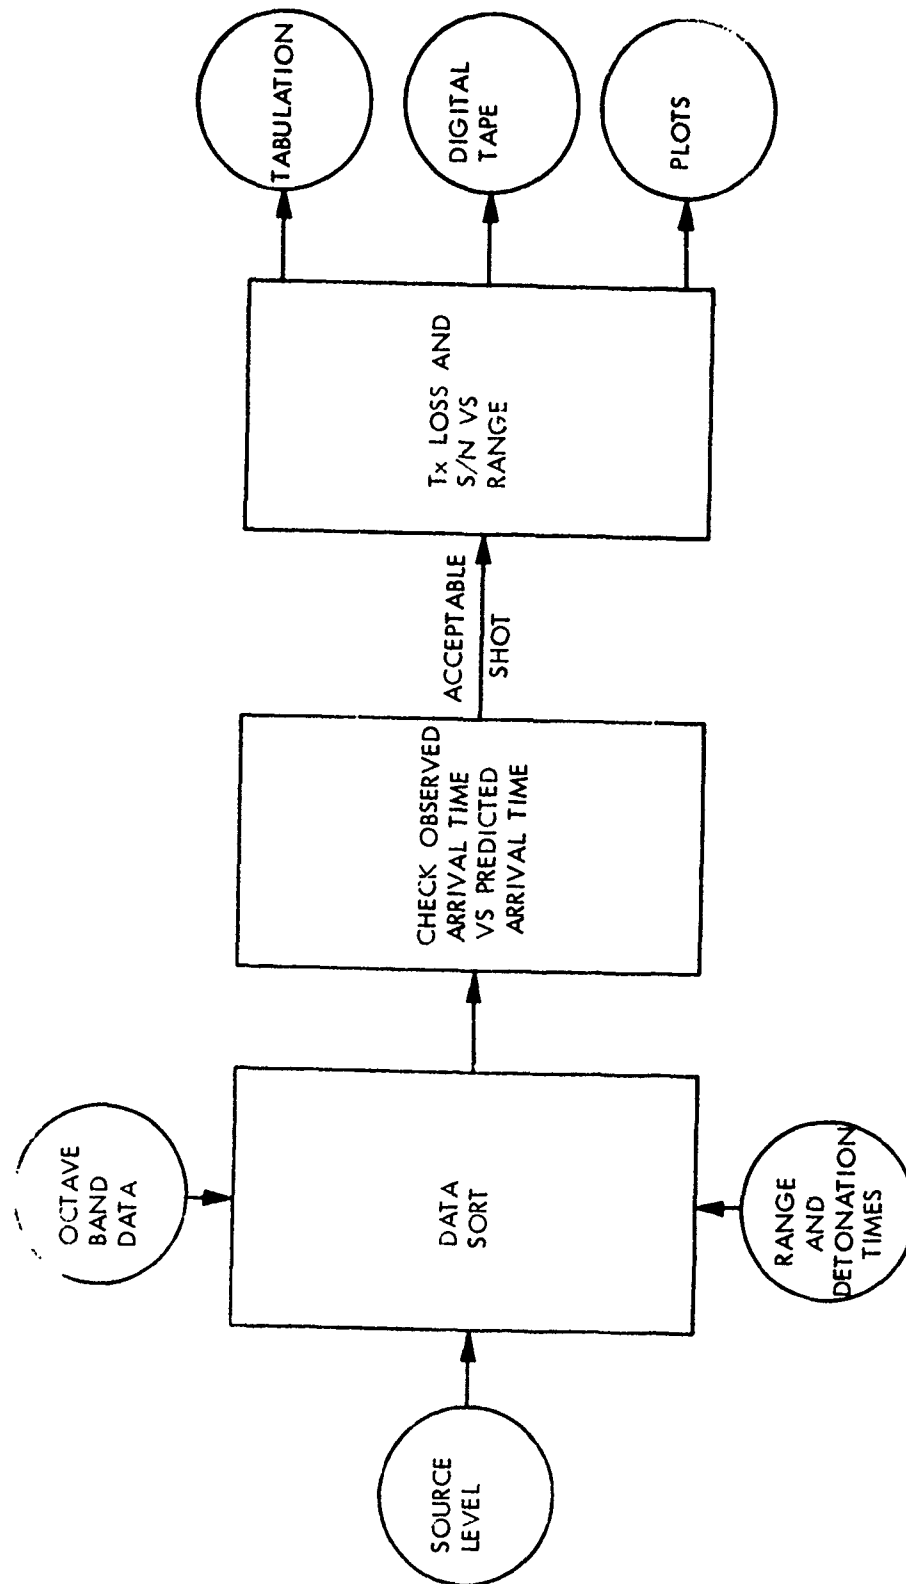 OCTAVE
BAND
DATA
SOURCE
LEVEL
DATA
SORT
RANGE
AND
DETONATION
TIMES
CHECK OBSERVED
ARRIVAL TIME
VS PREDICTED
ARRIVAL TIME
ACCEPTABLE
SHOT
Tx LOSS AND
S/N VS
RANGE
TABULATION
DIGITAL
TAPE
PLOTS